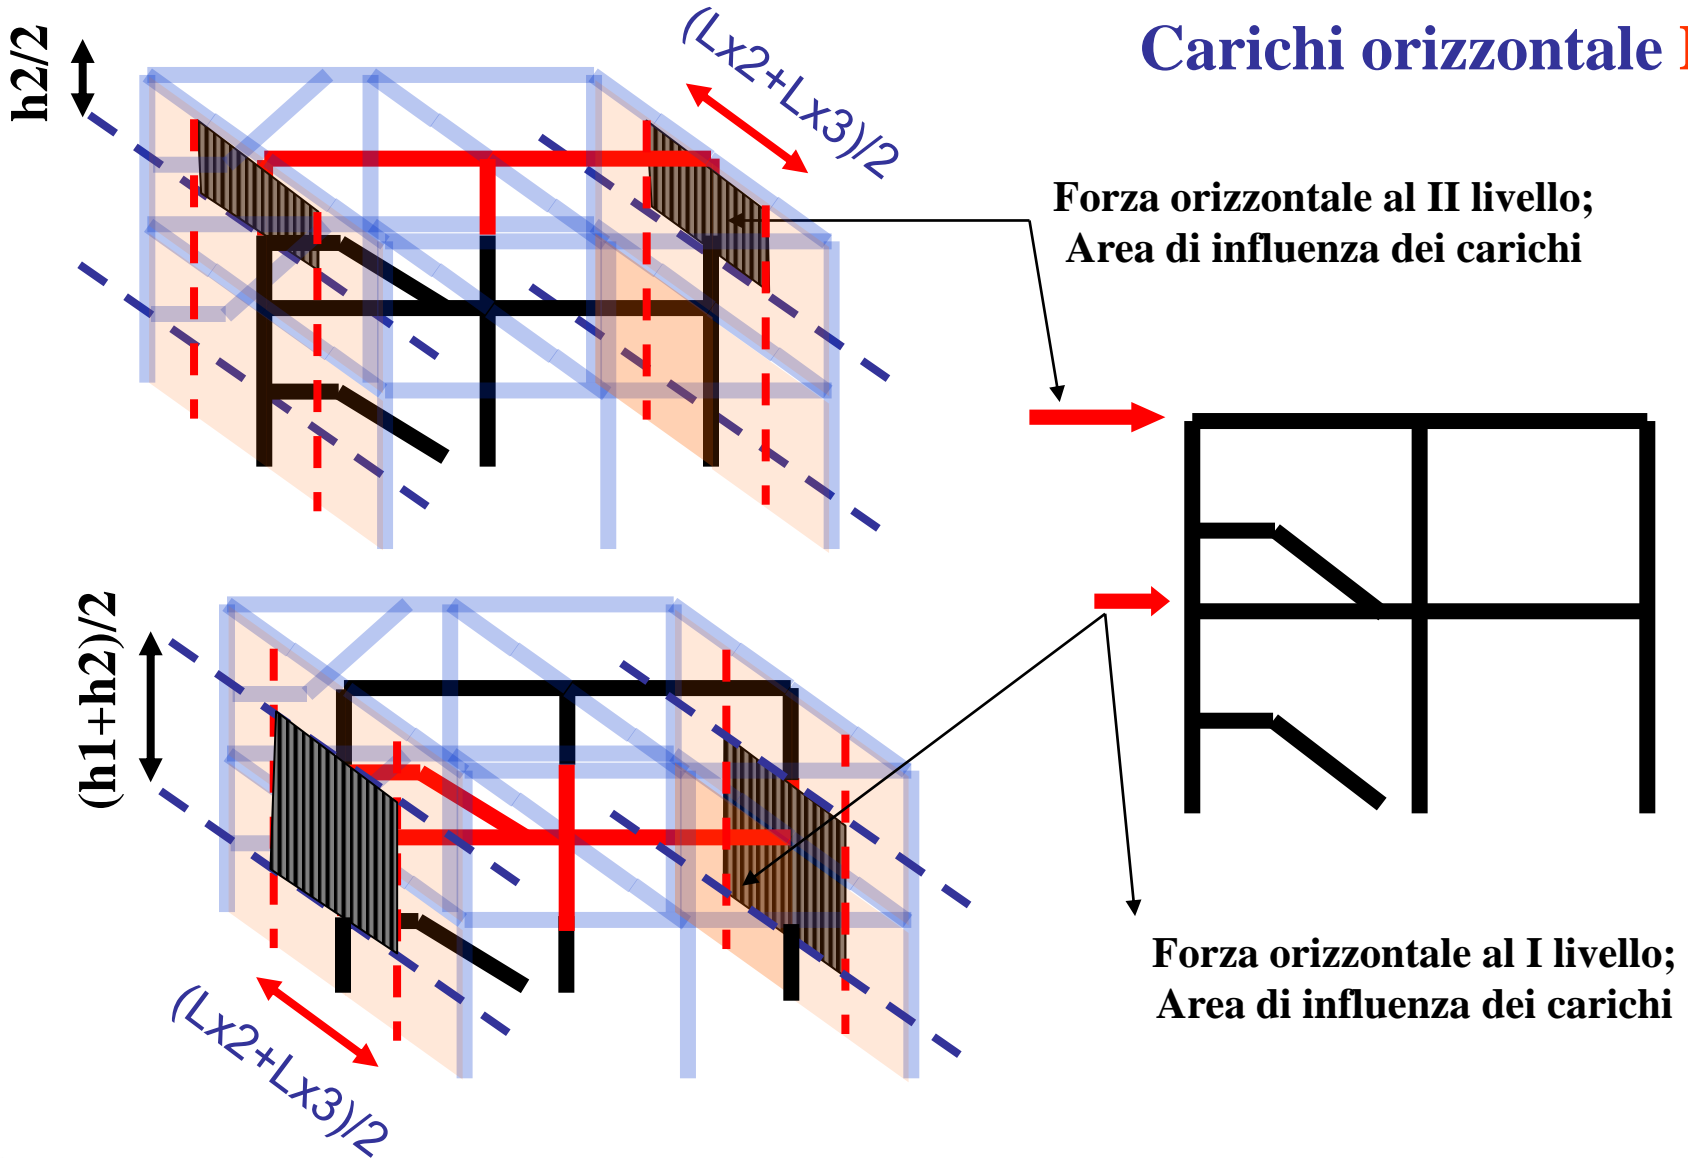 Carichi orizzontale
h2/2
(Lx2+Lx3)/2
Forza orizzontale al II livello;
Area di influenza dei carichi
(h1+h2)/2
(Lx2+Lx3)/2
Forza orizzontale al I livello;
Area di influenza dei carichi